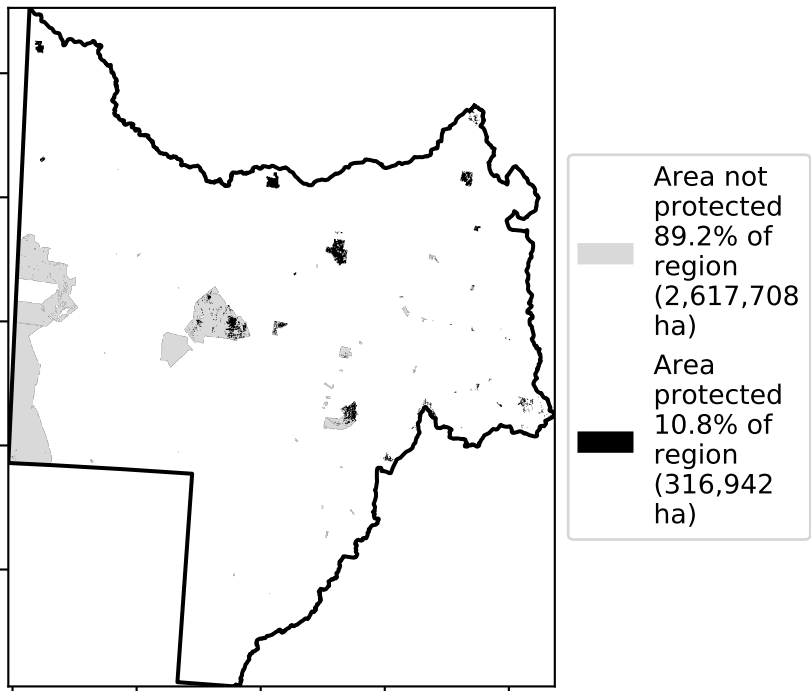 Area not
protected
89.2% of
region
(2,617,708
ha)
Area
protected
10.8% of
region
(316,942
ha)